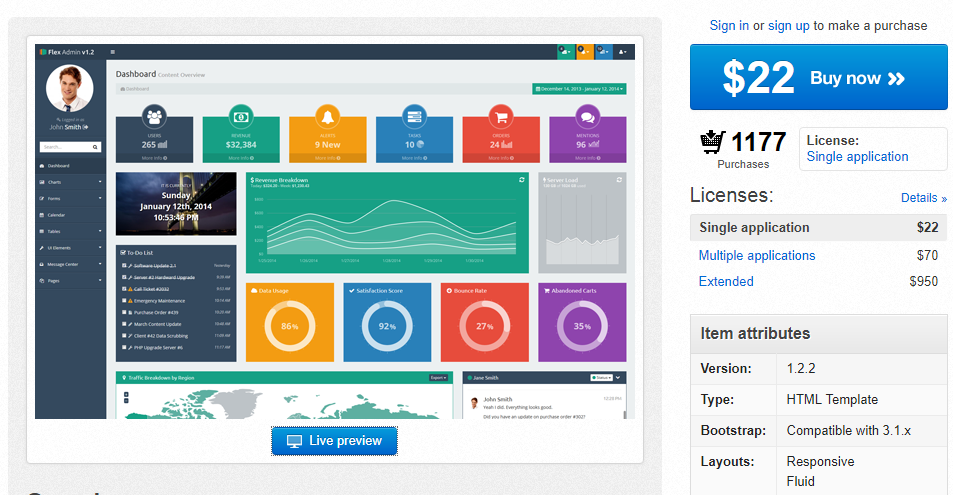 Sign in or sign up to make a purchase
$22 Buy now »
1177
Purchases
License:
Single application
Licenses:
Details »
Single application $22
Multiple applications $70
Extended $950
Item attributes
Version: 1.2.2
Type: HTML Template
Bootstrap: Compatible with 3.1.x
Layouts: Responsive
Fluid
Flex Admin v1.2
Logged in as
John Smith
Search...
Dashboard
Charts
Forms
Calendar
Tables
UI Elements
Message Center
Pages
Dashboard Content Overview
Dashboard
December 14, 2013 - January 12, 2014
USERS
265
More info
REVENUE
$32,384
More info
ALERTS
9 New
More info
TASKS
10
More info
ORDERS
24
More info
MENTIONS
96
More info
IT IS CURRENTLY
Sunday
January 12th, 2014
10:53:46 PM
Revenue Breakdown
Server Load
To-Do List
Software Update 2.1 Yesterday
Server #2 Hardware Upgrade
Call Ticket #2032
Emergency Maintenance
Purchase Order #439
March Content Update
Client #42 Data Scrubbing
PHP Upgrade Server #6
Data Usage
86%
Satisfaction Score
92%
Bounce Rate
27%
Abandoned Carts
35%
Traffic Breakdown by Region
Export
Jane Smith
Status
John Smith
Yeah I did. Everything looks good.
Did you have an update on purchase order #302?
Live preview